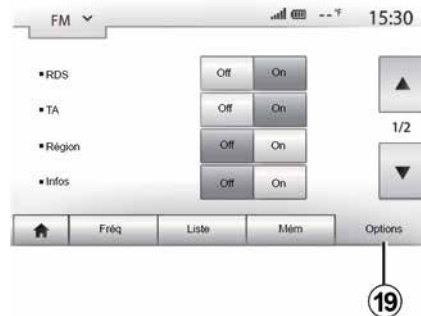 FM --°F 15:30
RDS Off On
TA Off On
1/2
Région Off On
Infos Off On
Fréq Liste Mém Options
19